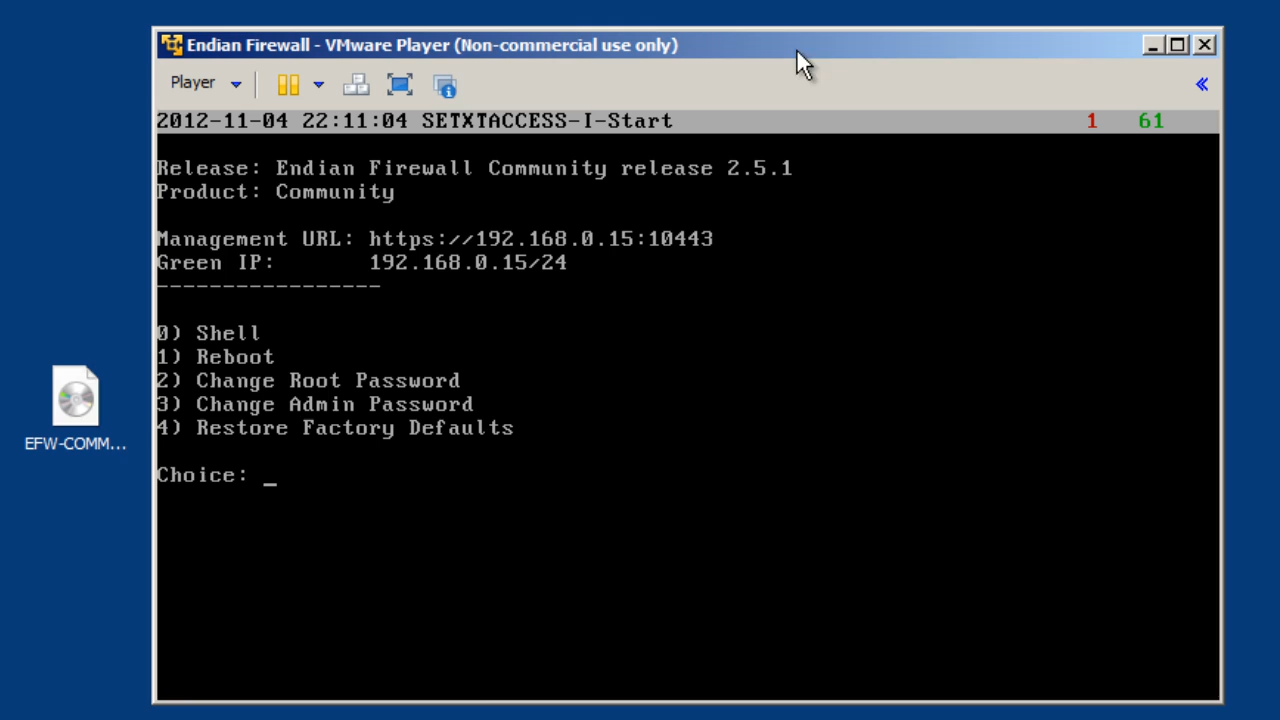 Endian Firewall - VMware Player (Non-commercial use only)
Player
2012-11-04 22:11:04 SETXTACCESS-I-Start 1 61
Release: Endian Firewall Community release 2.5.1
Product: Community
Management URL: https://192.168.0.15:10443
Green IP: 192.168.0.15/24
-----------------
0) Shell
1) Reboot
2) Change Root Password
3) Change Admin Password
4) Restore Factory Defaults
Choice: _
EFW-COMM...